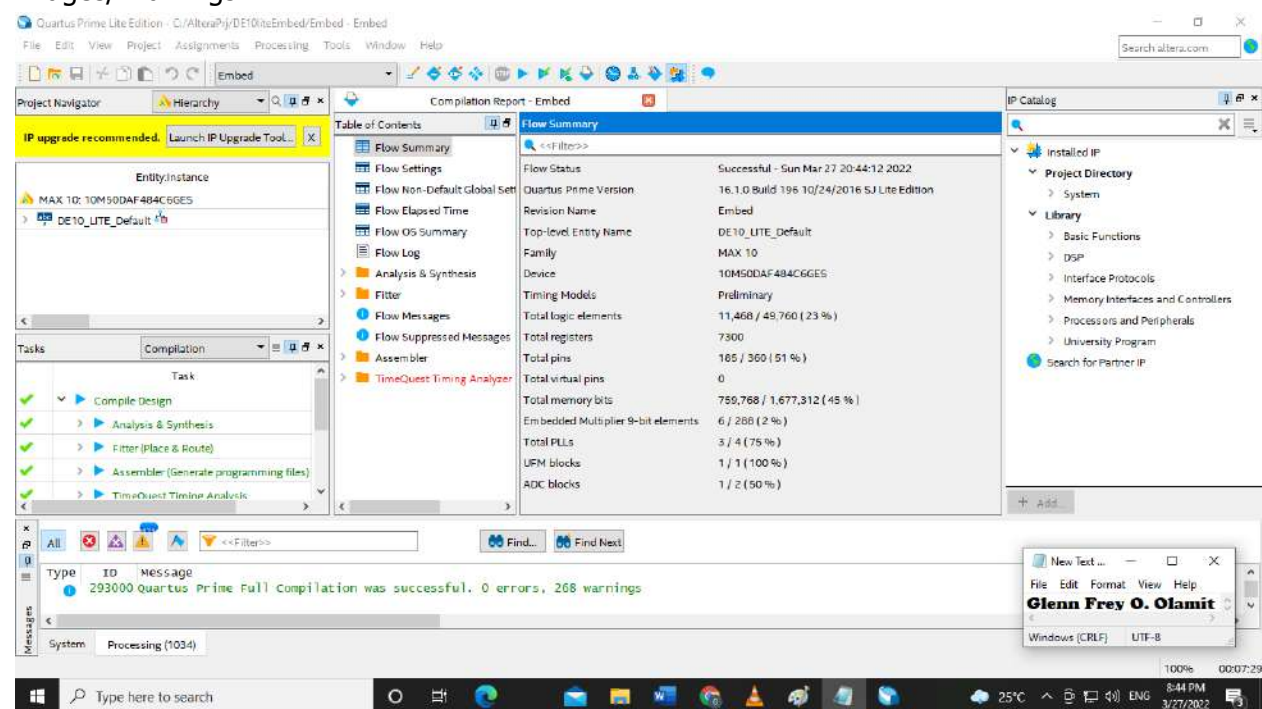 Quartus Prime Lite Edition - C:/AlteraPrj/DE10liteEmbed/Embed - Embed
File Edit View Project Assignments Processing Tools Window Help
Search altera.com
Embed
Project Navigator
Hierarchy
IP upgrade recommended. Launch IP Upgrade Tool... X
Entity:Instance
MAX 10: 10M50DAF484C6GES
DE10_LITE_Default
Tasks
Compilation
Task
Compile Design
Analysis & Synthesis
Fitter (Place & Route)
Assembler (Generate programming files)
TimeQuest Timing Analysis
Compilation Report - Embed
Table of Contents
Flow Summary
Flow Settings
Flow Non-Default Global Sett
Flow Elapsed Time
Flow OS Summary
Flow Log
Analysis & Synthesis
Fitter
Flow Messages
Flow Suppressed Messages
Assembler
TimeQuest Timing Analyzer
Flow Summary
<<Filter>>
Flow Status Successful - Sun Mar 27 20:44:12 2022
Quartus Prime Version 16.1.0 Build 196 10/24/2016 SJ Lite Edition
Revision Name Embed
Top-level Entity Name DE10_LITE_Default
Family MAX 10
Device 10M50DAF484C6GES
Timing Models Preliminary
Total logic elements 11,468 / 49,760 ( 23 % )
Total registers 7300
Total pins 185 / 360 ( 51 % )
Total virtual pins 0
Total memory bits 759,768 / 1,677,312 ( 45 % )
Embedded Multiplier 9-bit elements 6 / 288 ( 2 % )
Total PLLs 3 / 4 ( 75 % )
UFM blocks 1 / 1 ( 100 % )
ADC blocks 1 / 2 ( 50 % )
IP Catalog
Installed IP
Project Directory
System
Library
Basic Functions
DSP
Interface Protocols
Memory Interfaces and Controllers
Processors and Peripherals
University Program
Search for Partner IP
+ Add...
All
<<Filter>>
Find... Find Next
Type ID Message
293000 Quartus Prime Full Compilation was successful. 0 errors, 268 warnings
Messages
System Processing (1034)
New Text ...
File Edit Format View Help
Glenn Frey O. Olamit
Windows (CRLF) UTF-8
100% 00:07:29
Type here to search
25°C ENG 8:44 PM
3/27/2022